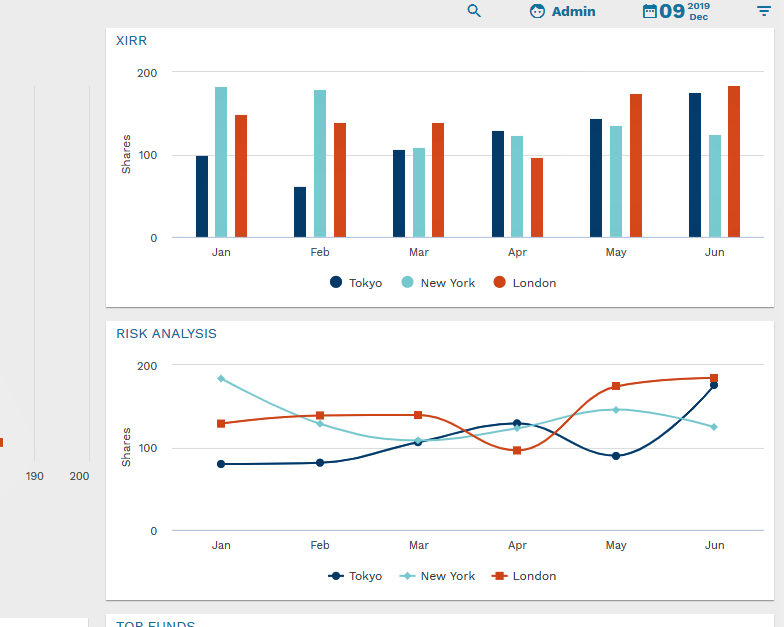 Admin
09 2019 Dec
XIRR
200
100
0
Shares
Jan Feb Mar Apr May Jun
Tokyo New York London
190 200
RISK ANALYSIS
200
100
0
Shares
Jan Feb Mar Apr May Jun
Tokyo New York London
TOP FUNDS